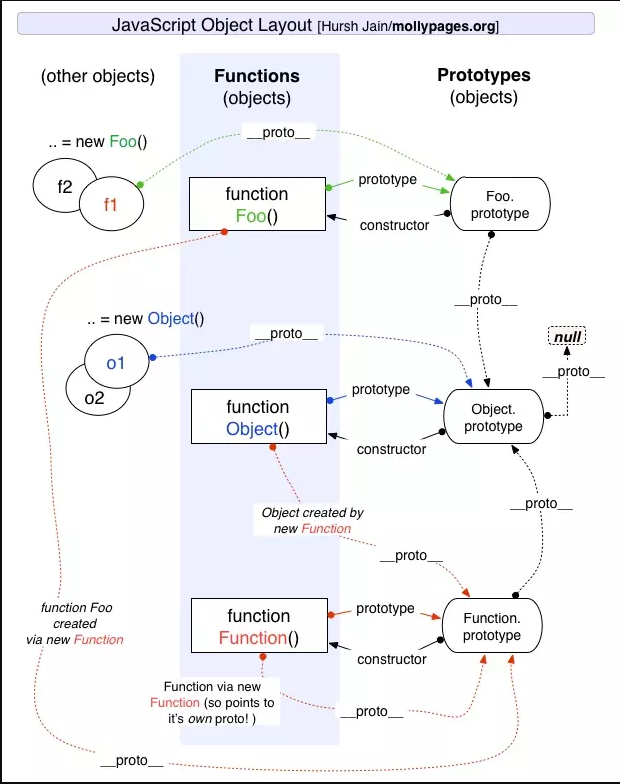 JavaScript Object Layout [Hursh Jain/mollypages.org]
(other objects)
Functions
(objects)
Prototypes
(objects)
.. = new Foo()
__proto__
f2
f1
function
Foo()
prototype
constructor
Foo.
prototype
__proto__
.. = new Object()
__proto__
null
__proto__
o1
o2
function
Object()
prototype
constructor
Object.
prototype
Object created by
new Function
__proto__
__proto__
function Foo
created
via new Function
function
Function()
prototype
constructor
Function.
prototype
Function via new
Function (so points to
it's own proto! )
__proto__
__proto__